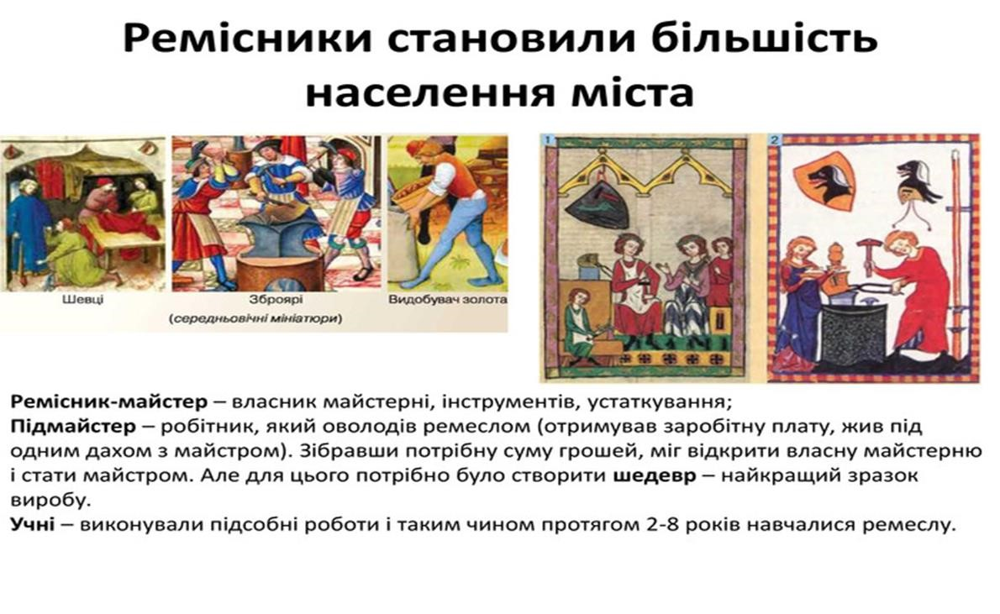 Ремісники становили більшість
населення міста
1
2
Шевці
Зброярі
Видобувач золота
(середньовічні мініатюри)
Ремісник-майстер – власник майстерні, інструментів, устаткування;
Підмайстер – робітник, який оволодів ремеслом (отримував заробітну плату, жив під
одним дахом з майстром). Зібравши потрібну суму грошей, міг відкрити власну майстерню
і стати майстром. Але для цього потрібно було створити шедевр – найкращий зразок
виробу.
Учні – виконували підсобні роботи і таким чином протягом 2-8 років навчалися ремеслу.